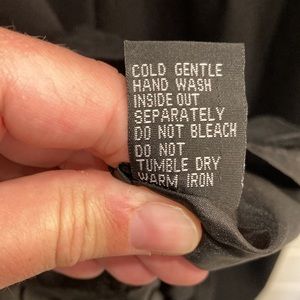 COLD GENTLE
HAND WASH
INSIDE OUT
SEPARATELY
DO NOT BLEACH
DO NOT
TUMBLE DRY
WARM IRON